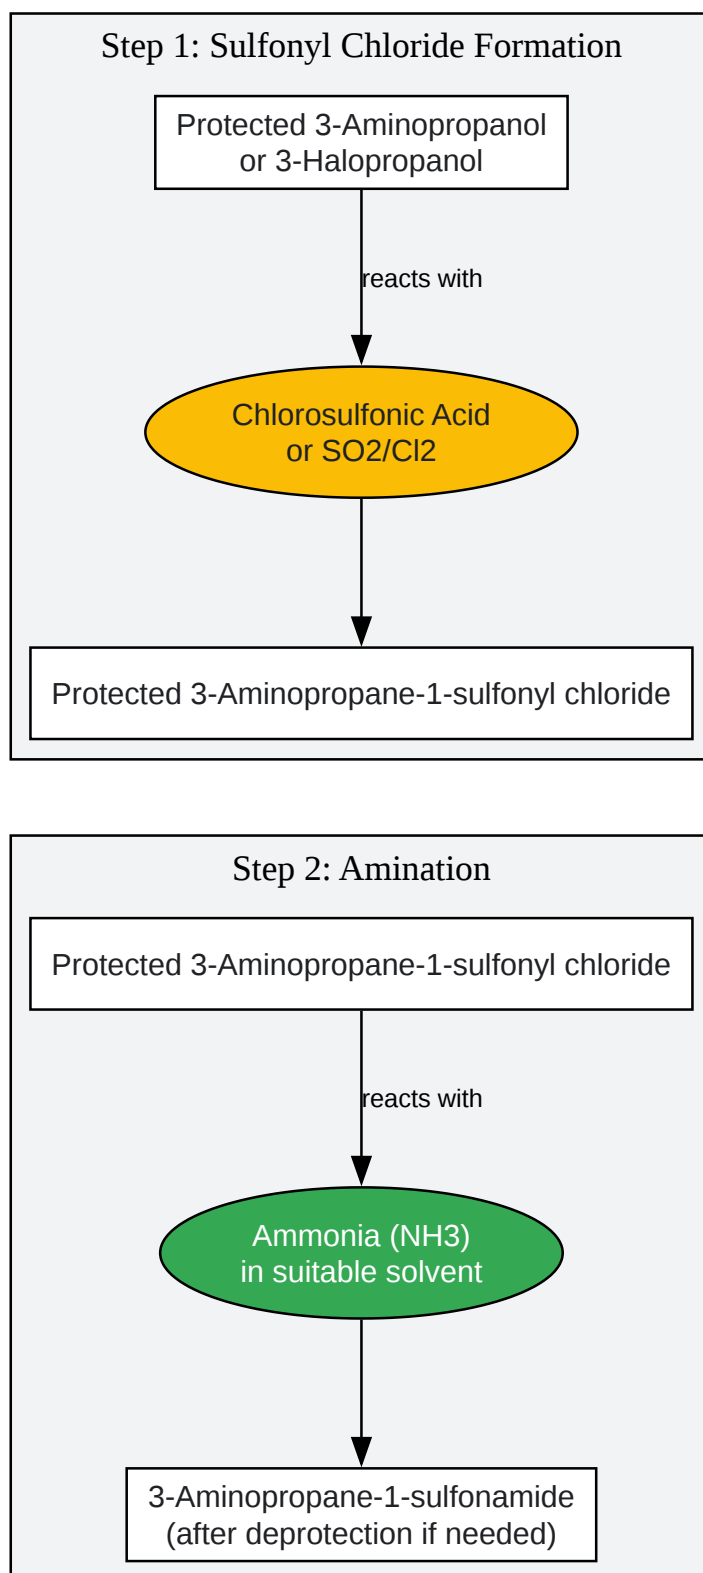 Step 1: Sulfonyl Chloride Formation
Protected 3-Aminopropanol
or 3-Halopropanol
reacts with
Chlorosulfonic Acid
or SO2/Cl2
Protected 3-Aminopropane-1-sulfonyl chloride
Step 2: Amination
Protected 3-Aminopropane-1-sulfonyl chloride
reacts with
Ammonia (NH3)
in suitable solvent
3-Aminopropane-1-sulfonamide
(after deprotection if needed)